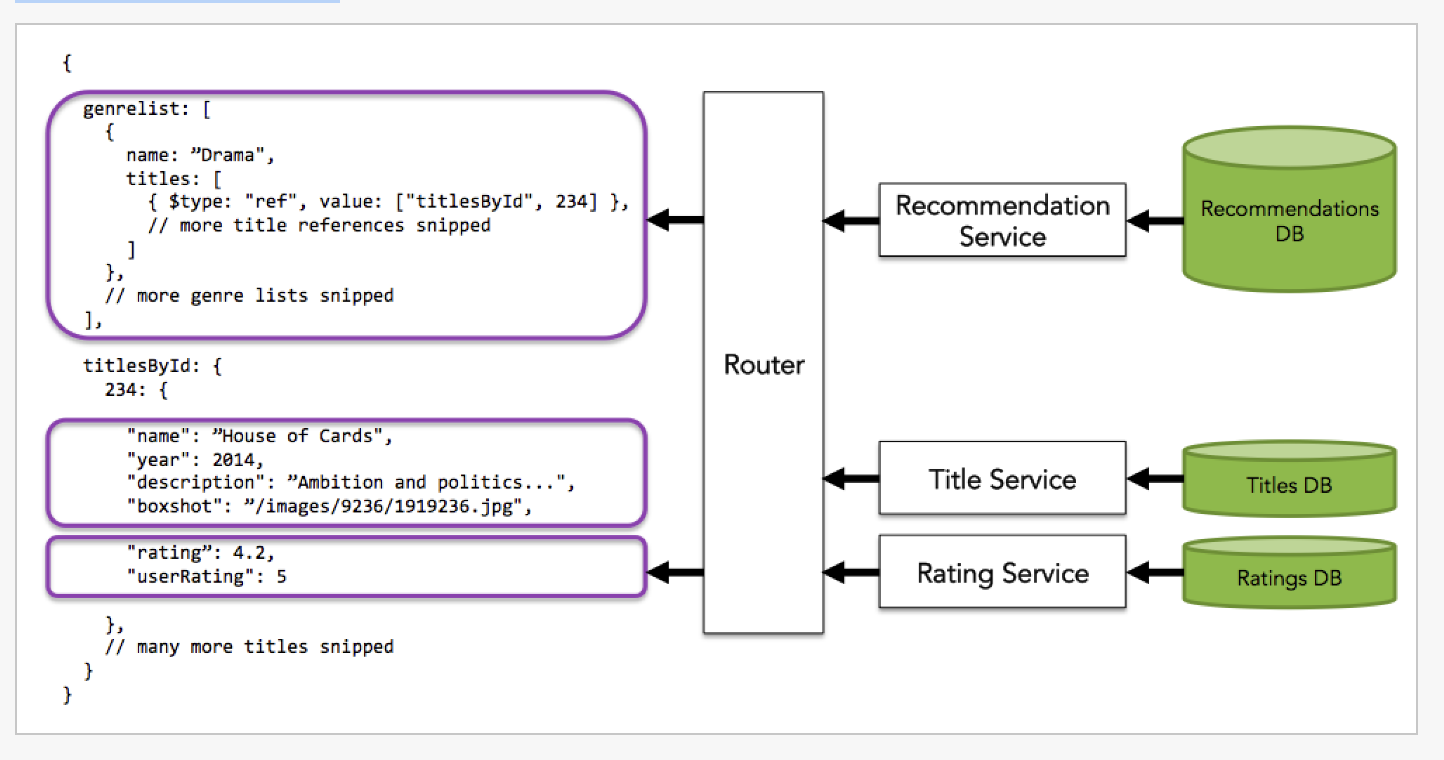 {
genrelist: [
{
name: ”Drama",
titles: [
{ $type: "ref", value: ["titlesById", 234] },
// more title references snipped
]
},
// more genre lists snipped
],
titlesById: {
234: {
"name": ”House of Cards",
"year": 2014,
"description": ”Ambition and politics...",
"boxshot": ”/images/9236/1919236.jpg",
"rating”: 4.2,
"userRating": 5
},
// many more titles snipped
}
}
Router
Recommendation
Service
Recommendations
DB
Title Service
Titles DB
Rating Service
Ratings DB